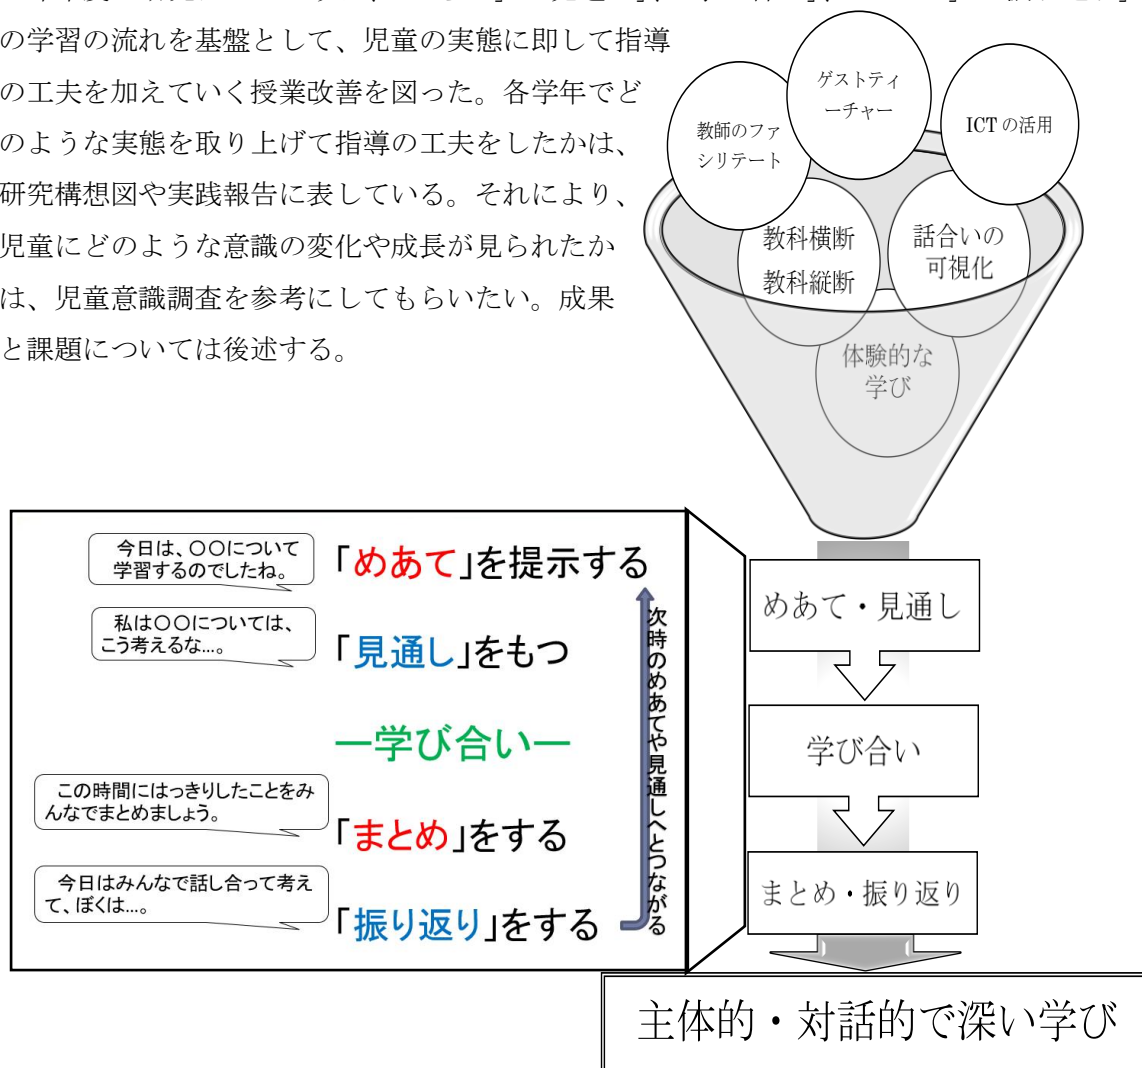 の学習の流れを基盤として、児童の実態に即して指導
の工夫を加えていく授業改善を図った。各学年でど
のような実態を取り上げて指導の工夫をしたかは、
研究構想図や実践報告に表している。それにより、
児童にどのような意識の変化や成長が見られたか
は、児童意識調査を参考にしてもらいたい。成果
と課題については後述する。
教師のファ
シリテート
ゲストティ
ーチャー
ICT の活用
教科横断
教科縦断
話合いの
可視化
体験的な
学び
今日は、〇〇について
学習するのでしたね。
「めあて」を提示する
私は〇〇については、
こう考えるな…。
「見通し」をもつ
―学び合い―
この時間にはっきりしたことをみ
んなでまとめましょう。
「まとめ」をする
今日はみんなで話し合って考え
て、ぼくは…。
「振り返り」をする
次時のめあてや見通しへとつながる
めあて・見通し
学び合い
まとめ・振り返り
主体的・対話的で深い学び